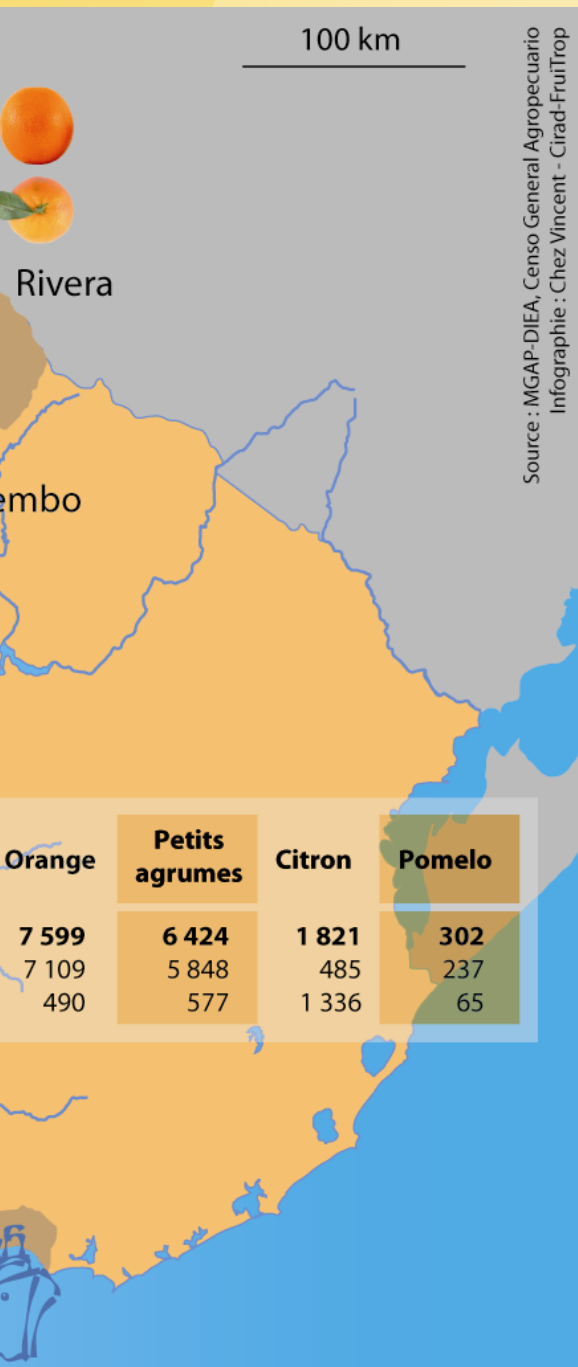 100 km
Source : MGAP-DIEA, Censo General Agropecuario
Infographie : Chez Vincent - Cirad-FruiTrop
Rivera
embo
Orange Petits agrumes Citron Pomelo
7 599 6 424 1 821 302
7 109 5 848 485 237
490 577 1 336 65